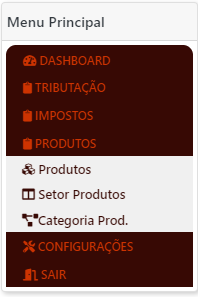 Menu Principal
DASHBOARD
TRIBUTAÇÃO
IMPOSTOS
PRODUTOS
Produtos
Setor Produtos
Categoria Prod.
CONFIGURAÇÕES
SAIR